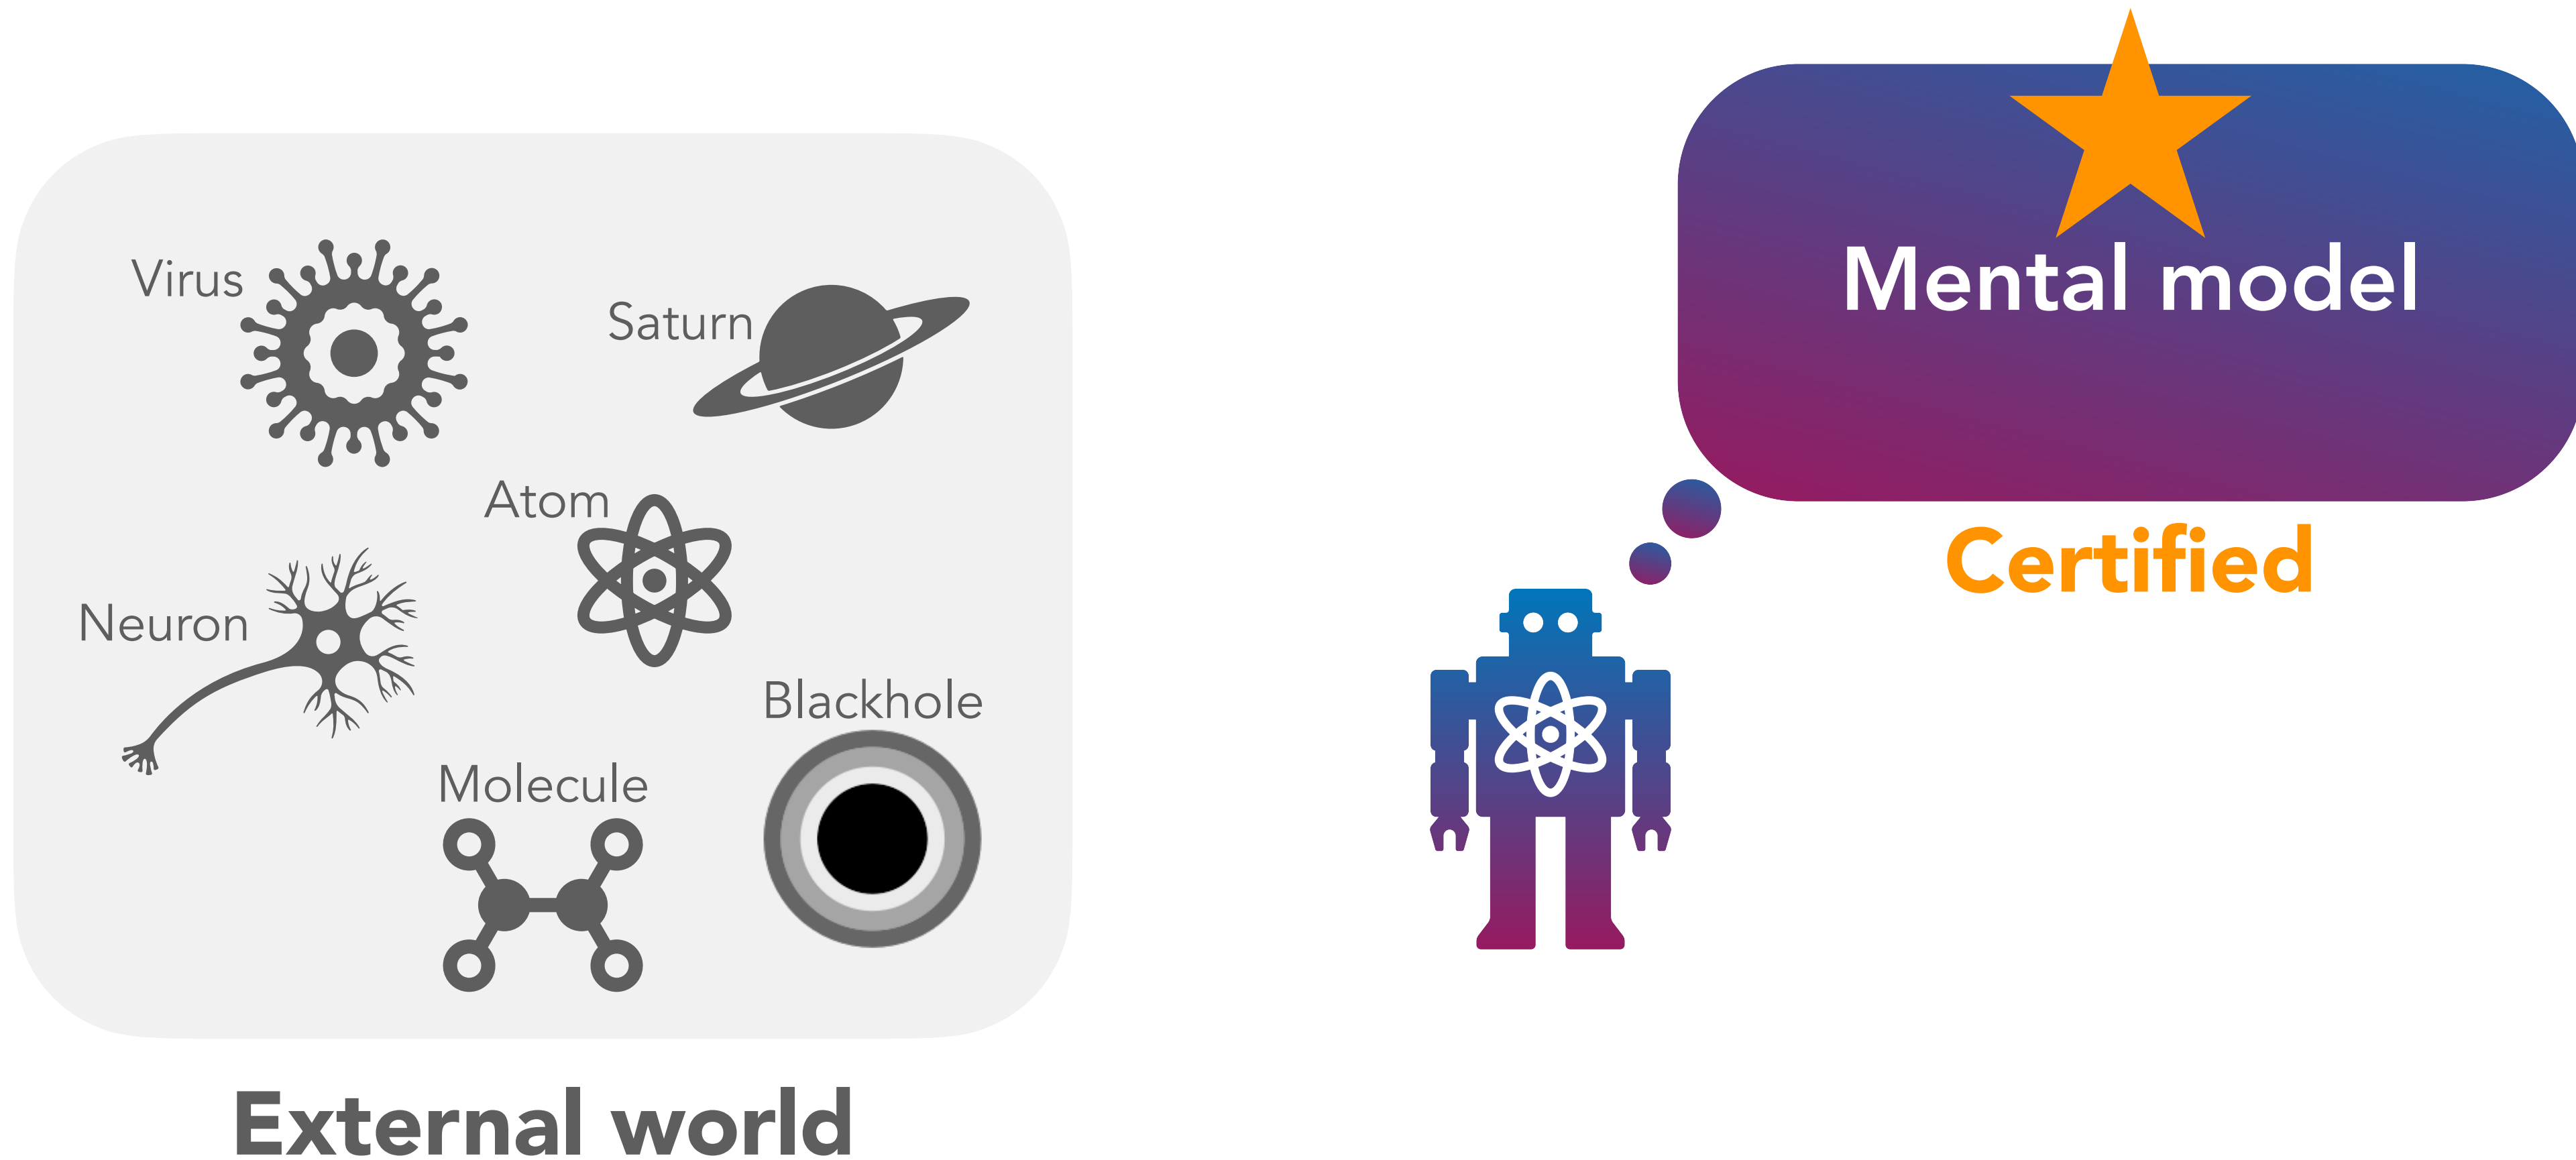 Virus
Saturn
Atom
Neuron
Blackhole
Molecule
External world
Mental model
Certified